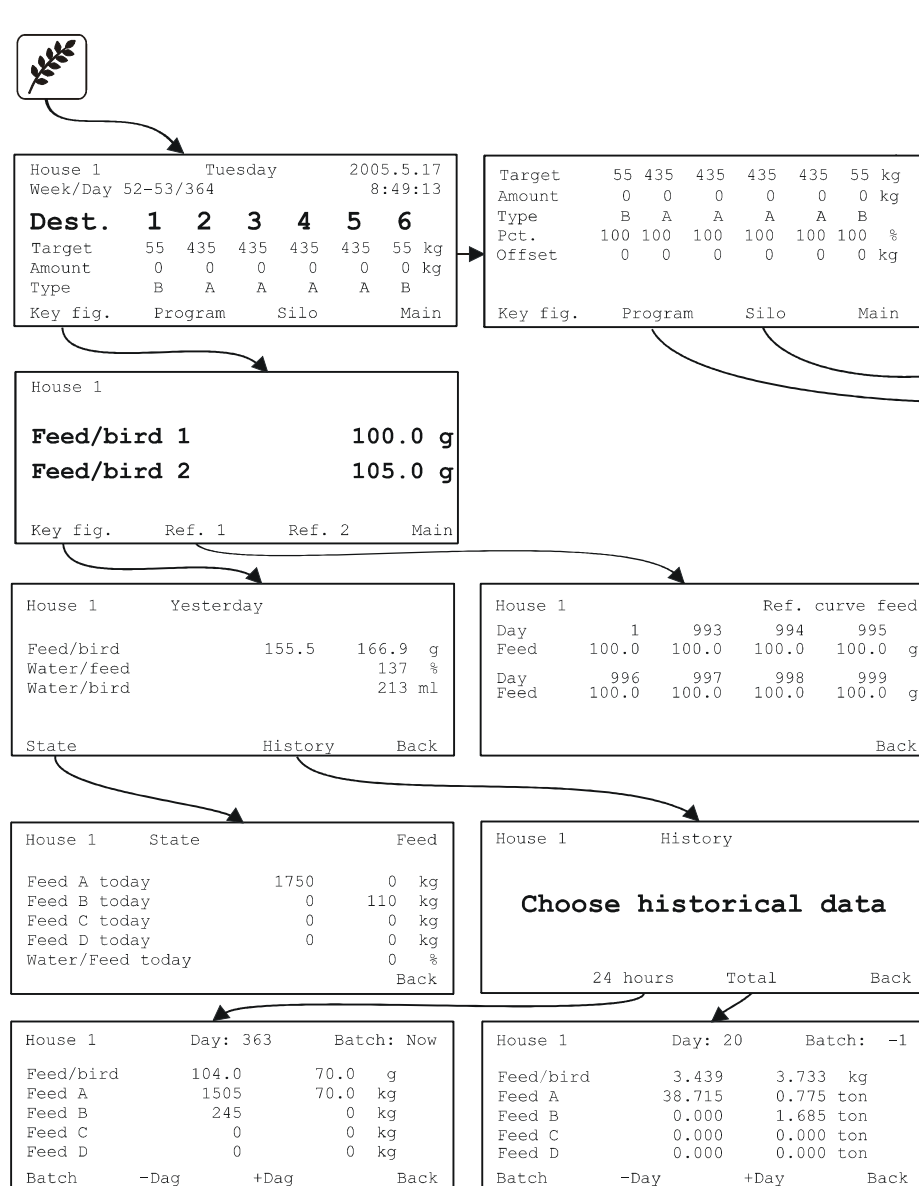 House 1 Tuesday 2005.5.17
Week/Day 52-53/364 8:49:13
Dest. 1 2 3 4 5 6
Target 55 435 435 435 435 55 kg
Amount 0 0 0 0 0 0 kg
Type B A A A A B
Key fig. Program Silo Main
Target 55 435 435 435 435 55 kg
Amount 0 0 0 0 0 0 kg
Type B A A A A B
Pct. 100 100 100 100 100 100 %
Offset 0 0 0 0 0 0 kg
Key fig. Program Silo Main
House 1
Feed/bird 1 100.0 g
Feed/bird 2 105.0 g
Key fig. Ref. 1 Ref. 2 Main
House 1 Yesterday
Feed/bird 155.5 166.9 g
Water/feed 137 %
Water/bird 213 ml
State History Back
House 1 Ref. curve feed
Day 1 993 994 995
Feed 100.0 100.0 100.0 100.0 g
Day 996 997 998 999
Feed 100.0 100.0 100.0 100.0 g
Back
House 1 State Feed
Feed A today 1750 0 kg
Feed B today 0 110 kg
Feed C today 0 0 kg
Feed D today 0 0 kg
Water/Feed today 0 %
Back
House 1 History
Choose historical data
24 hours Total Back
House 1 Day: 363 Batch: Now
Feed/bird 104.0 70.0 g
Feed A 1505 70.0 kg
Feed B 245 0 kg
Feed C 0 0 kg
Feed D 0 0 kg
Batch -Dag +Dag Back
House 1 Day: 20 Batch: -1
Feed/bird 3.439 3.733 kg
Feed A 38.715 0.775 ton
Feed B 0.000 1.685 ton
Feed C 0.000 0.000 ton
Feed D 0.000 0.000 ton
Batch -Day +Day Back